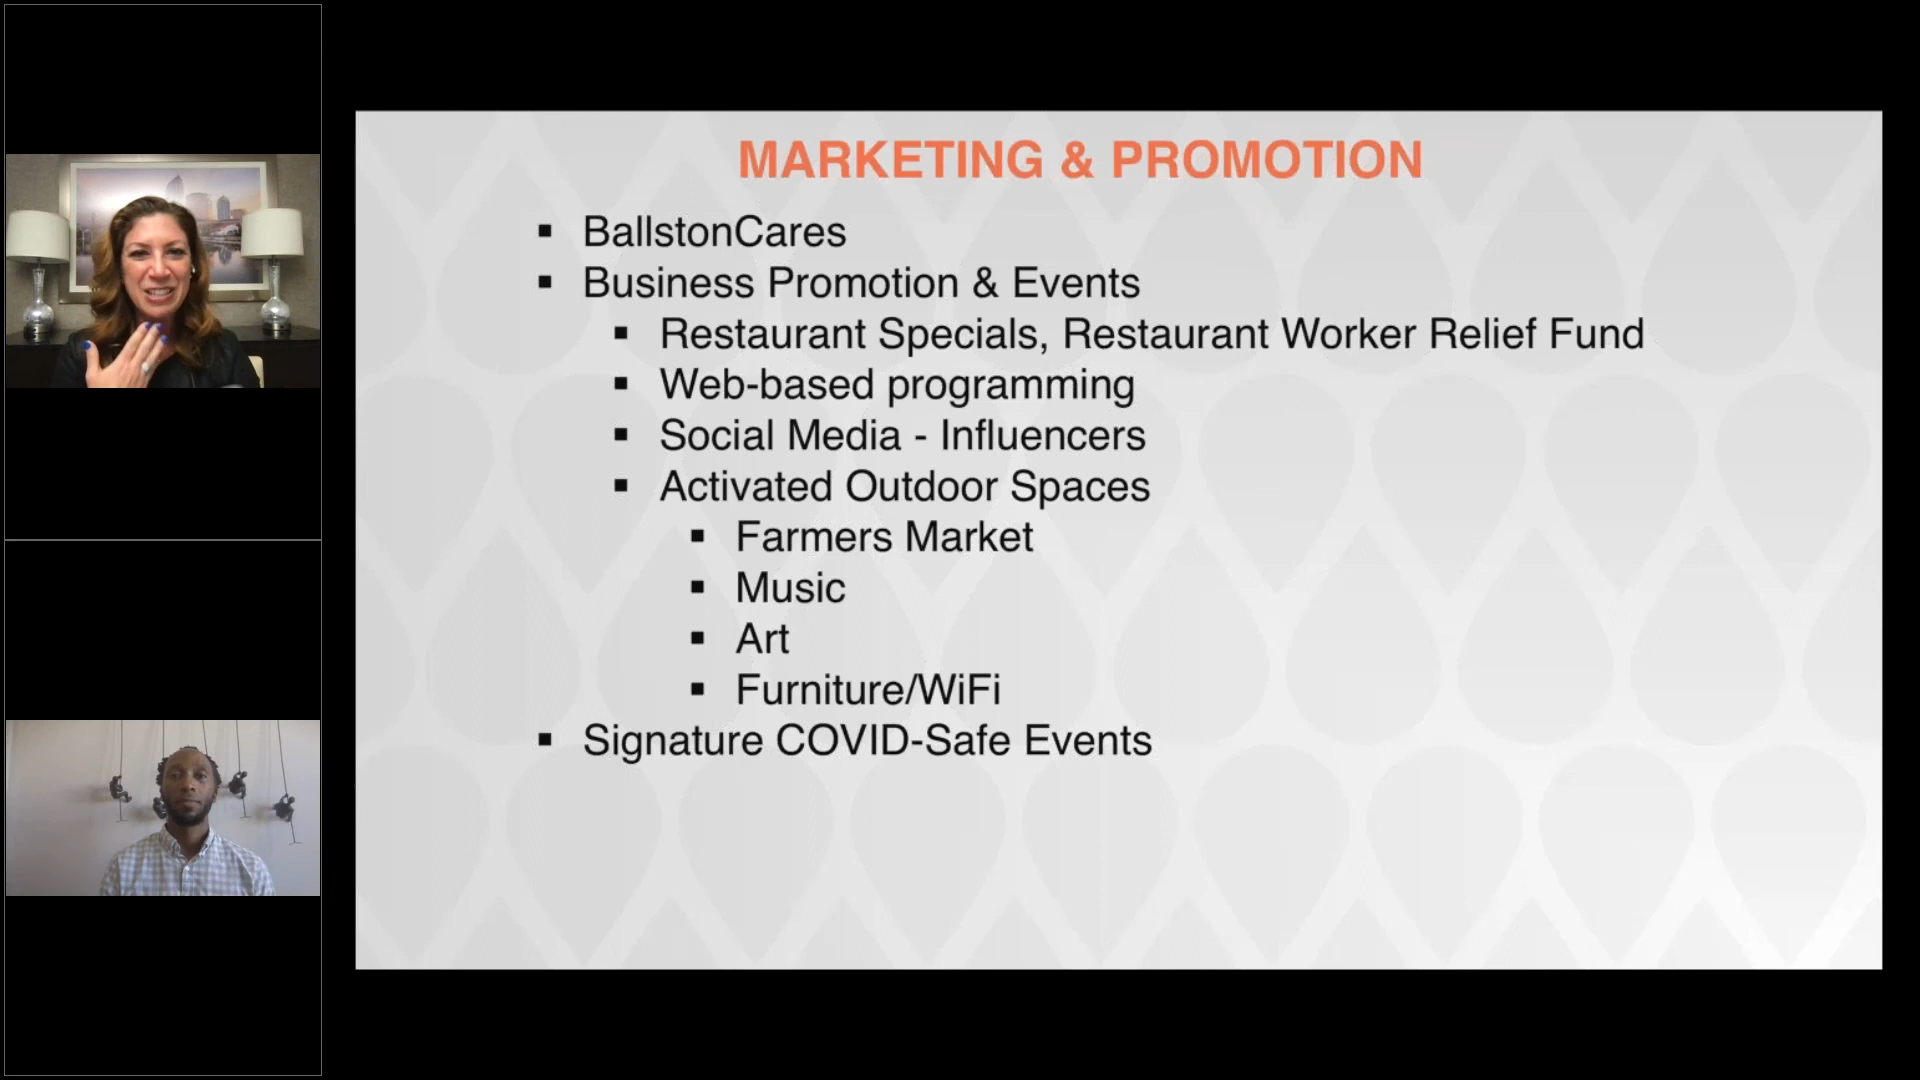 MARKETING & PROMOTION
▪ BallstonCares
▪ Business Promotion & Events
▪ Restaurant Specials, Restaurant Worker Relief Fund
▪ Web-based programming
▪ Social Media - Influencers
▪ Activated Outdoor Spaces
▪ Farmers Market
▪ Music
▪ Art
▪ Furniture/WiFi
▪ Signature COVID-Safe Events